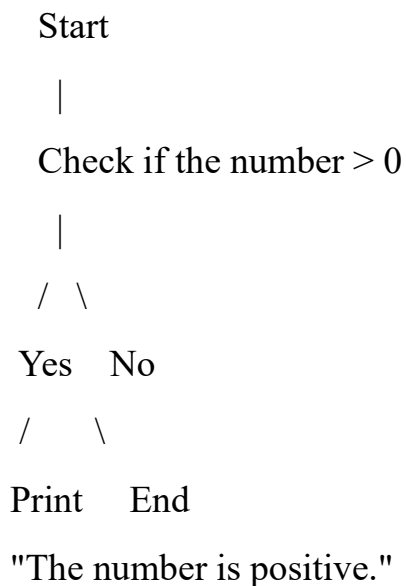 Start
|
Check if the number > 0
|
/ \
Yes No
/ \
Print End
"The number is positive."